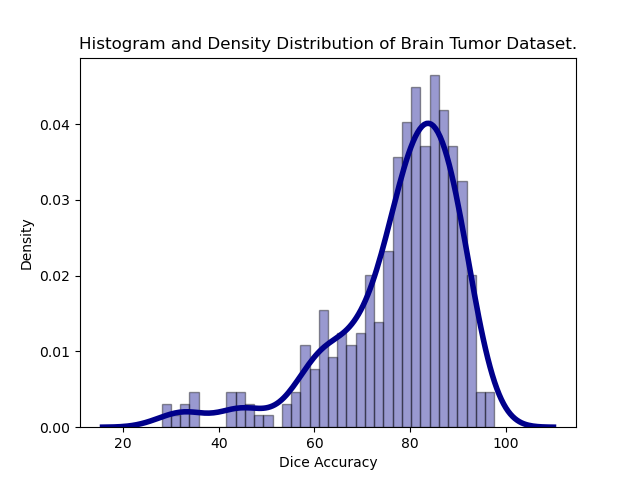 Histogram and Density Distribution of Brain Tumor Dataset.
0.04
0.03
0.02
0.01
0.00
Density
20 40 60 80 100
Dice Accuracy